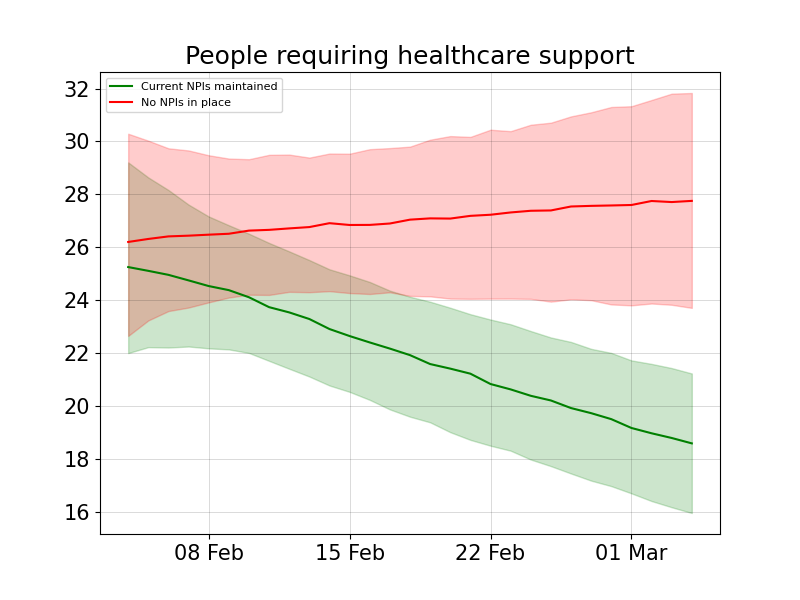 People requiring healthcare support
Current NPIs maintained
No NPIs in place
32
30
28
26
24
22
20
18
16
08 Feb
15 Feb
22 Feb
01 Mar